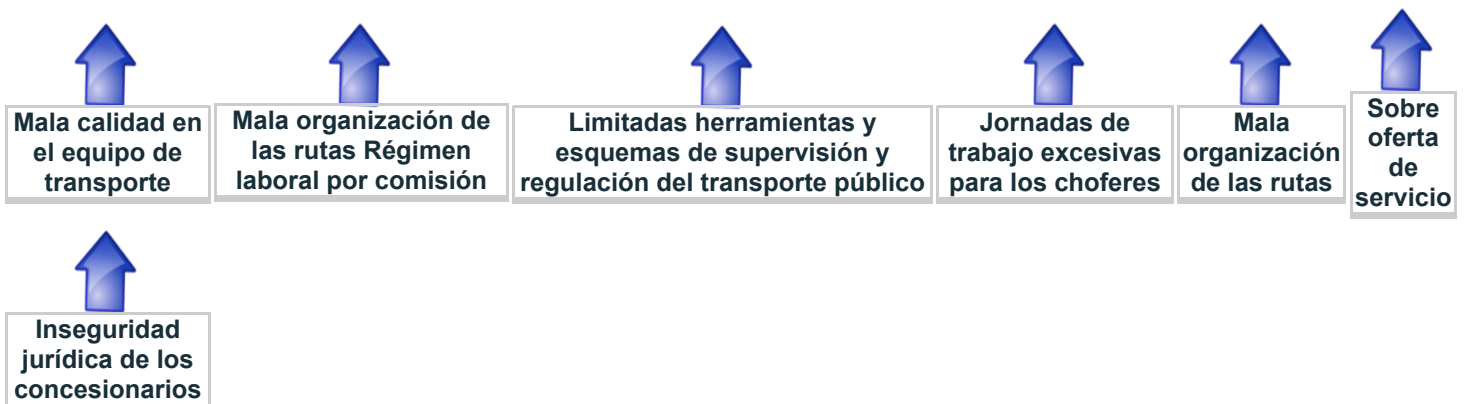 Mala calidad en
el equipo de
transporte
Mala organización de
las rutas Régimen
laboral por comisión
Limitadas herramientas y
esquemas de supervisión y
regulación del transporte público
Jornadas de
trabajo excesivas
para los choferes
Mala
organización
de las rutas
Sobre
oferta
de
servicio
Inseguridad
jurídica de los
concesionarios